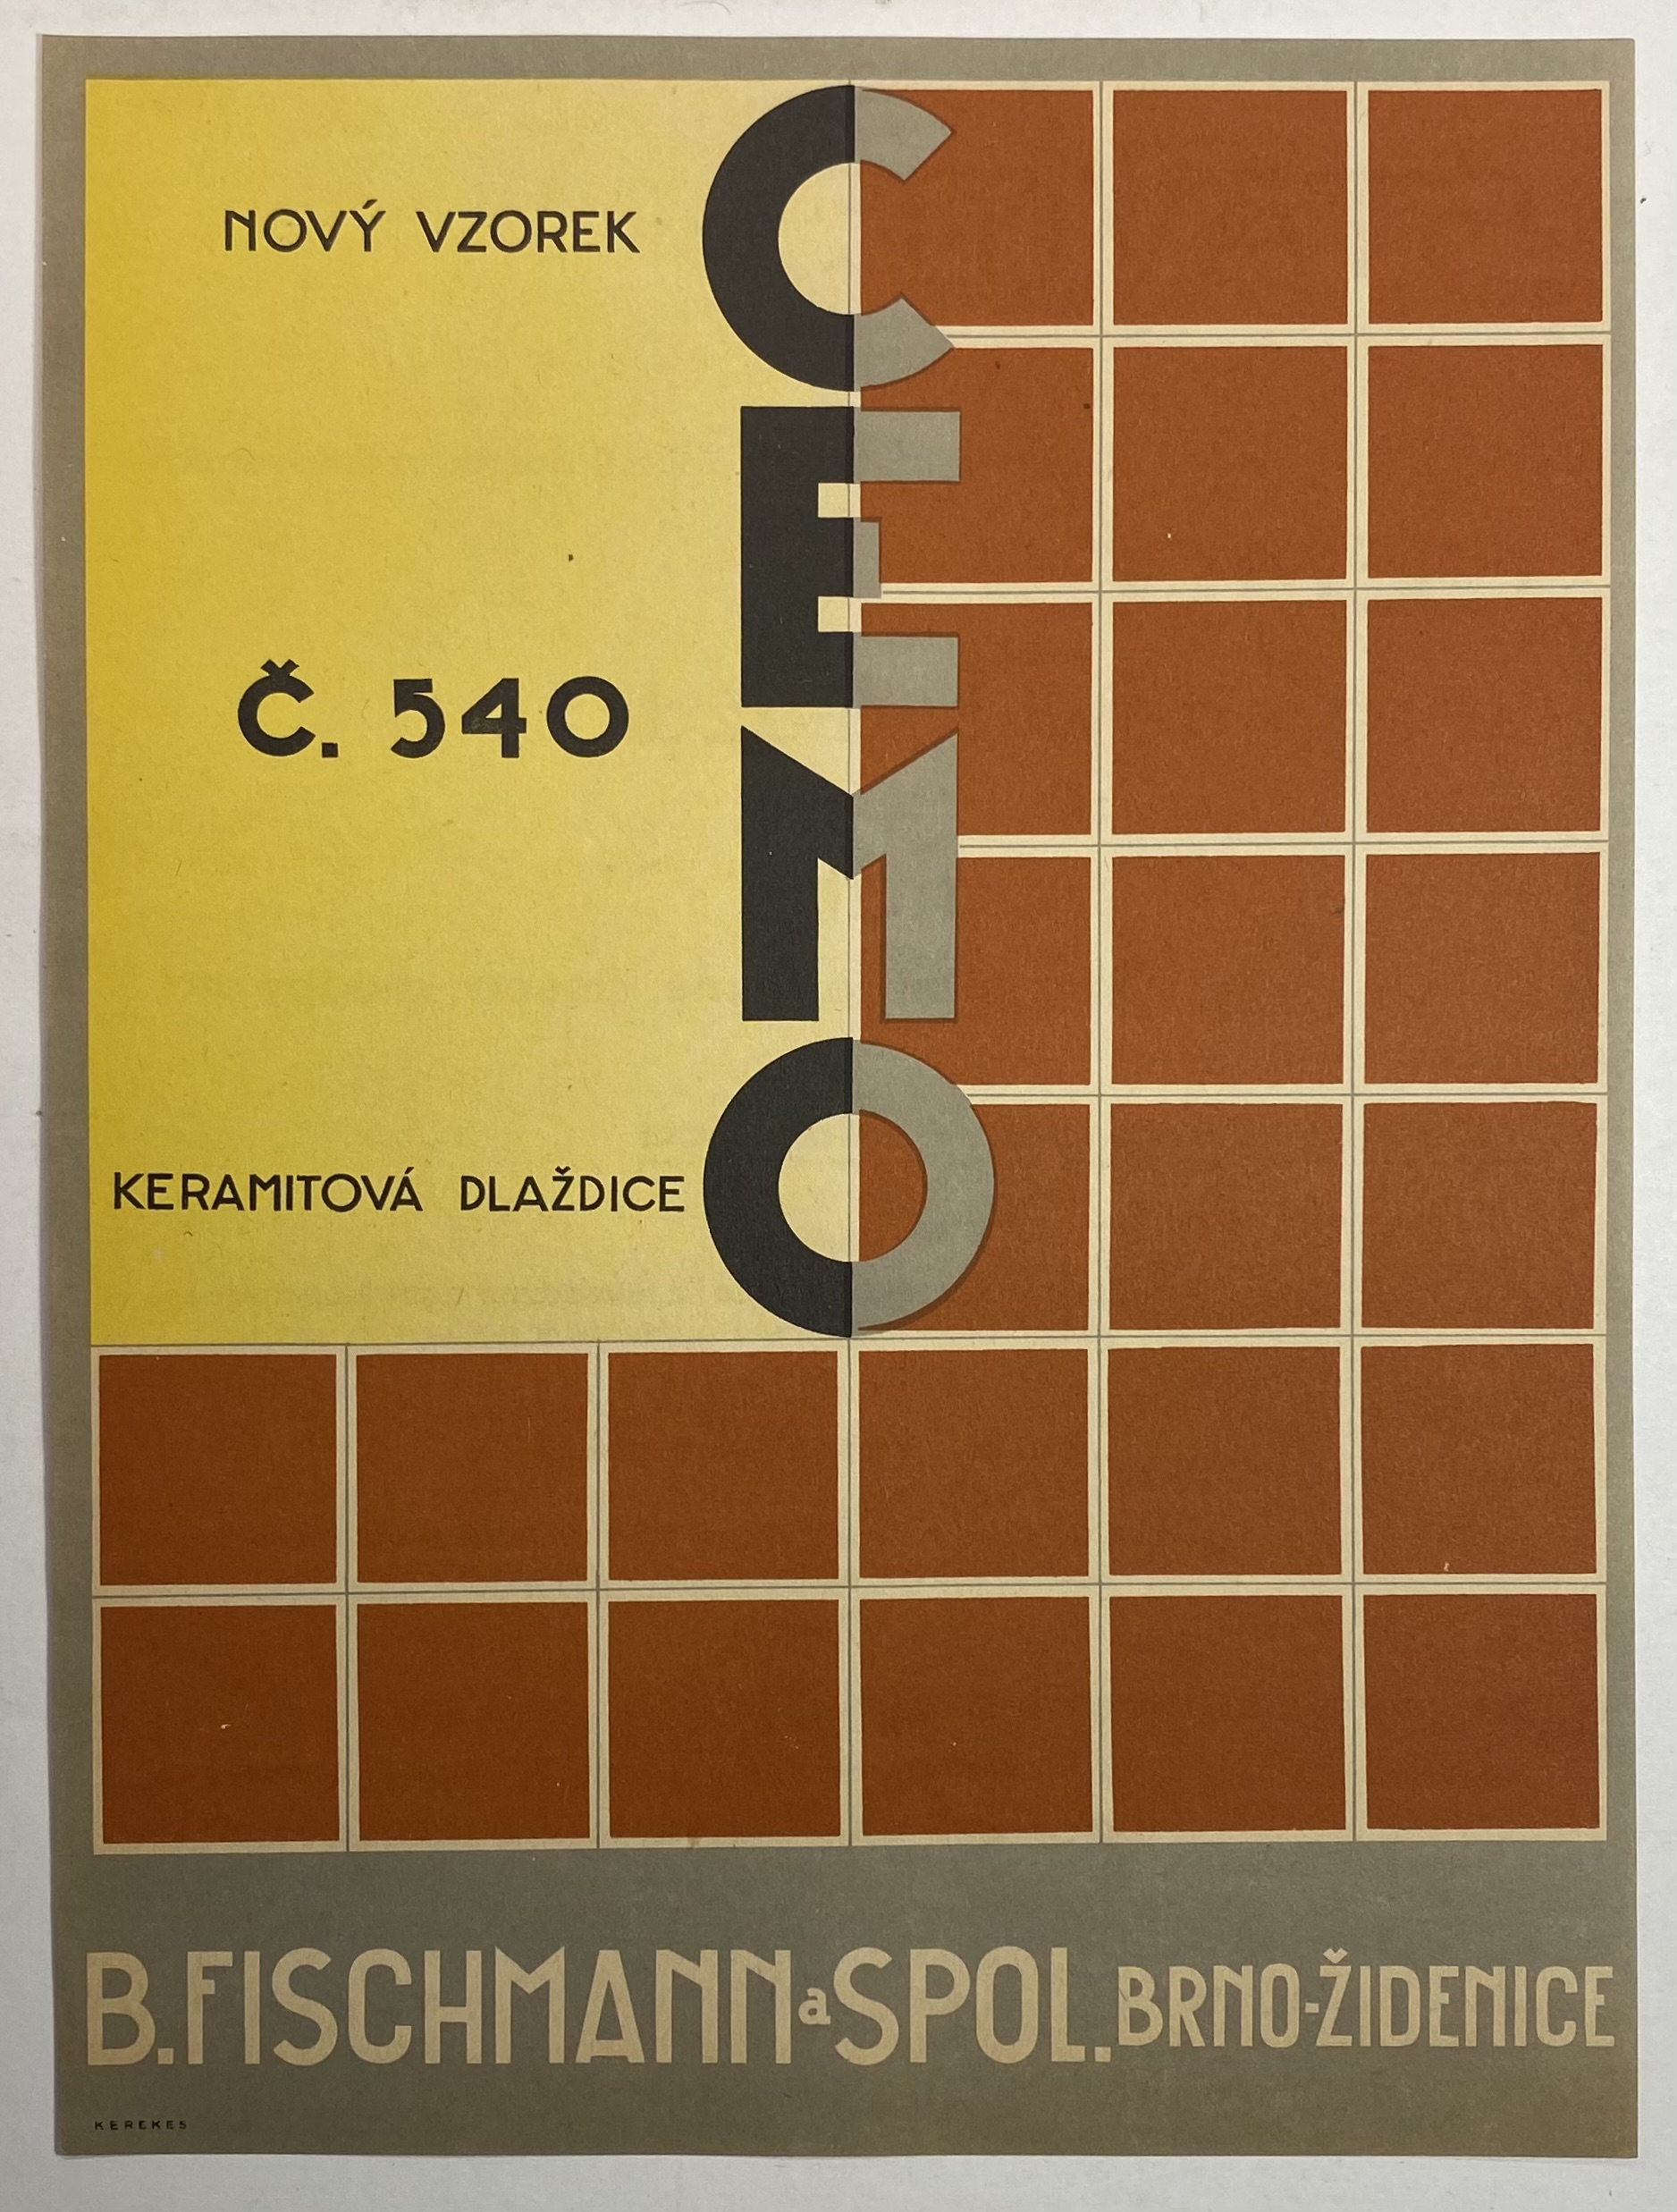 NOVÝ VZOREK
CEMO
Č. 540
KERAMITOVÁ DLAŽDICE
B. FISCHMANN a SPOL. BRNO-ŽIDENICE
KEREKES